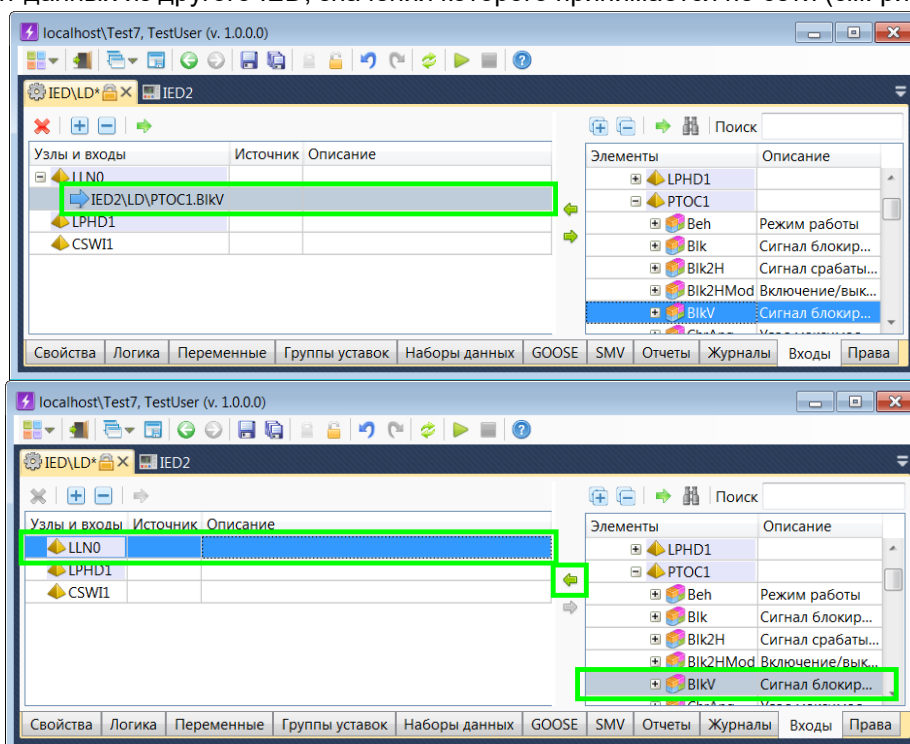 данных из другого IED, значения которого принимается по сети (см. ри
localhost\Test7, TestUser (v. 1.0.0.0)
IED\LD* IED2
Поиск
Узлы и входы Источник Описание
LLN0
IED2\LD\PTOC1.BlkV
LPHD1
CSWI1
Элементы Описание
LPHD1
PTOC1
Beh Режим работы
Blk Сигнал блокир...
Blk2H Сигнал срабаты...
Blk2HMod Включение/вык...
BlkV Сигнал блокир...
Свойства Логика Переменные Группы уставок Наборы данных GOOSE SMV Отчеты Журналы Входы Права
localhost\Test7, TestUser (v. 1.0.0.0)
IED\LD* IED2
Поиск
Узлы и входы Источник Описание
LLN0
LPHD1
CSWI1
Элементы Описание
LPHD1
PTOC1
Beh Режим работы
Blk Сигнал блокир...
Blk2H Сигнал срабаты...
Blk2HMod Включение/вык...
BlkV Сигнал блокир...
Свойства Логика Переменные Группы уставок Наборы данных GOOSE SMV Отчеты Журналы Входы Права